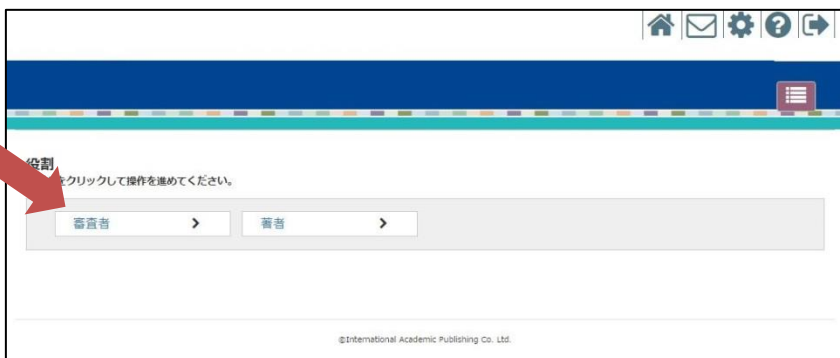 役割
をクリックして操作を進めてください。
審査者
著者
©International Academic Publishing Co. Ltd.